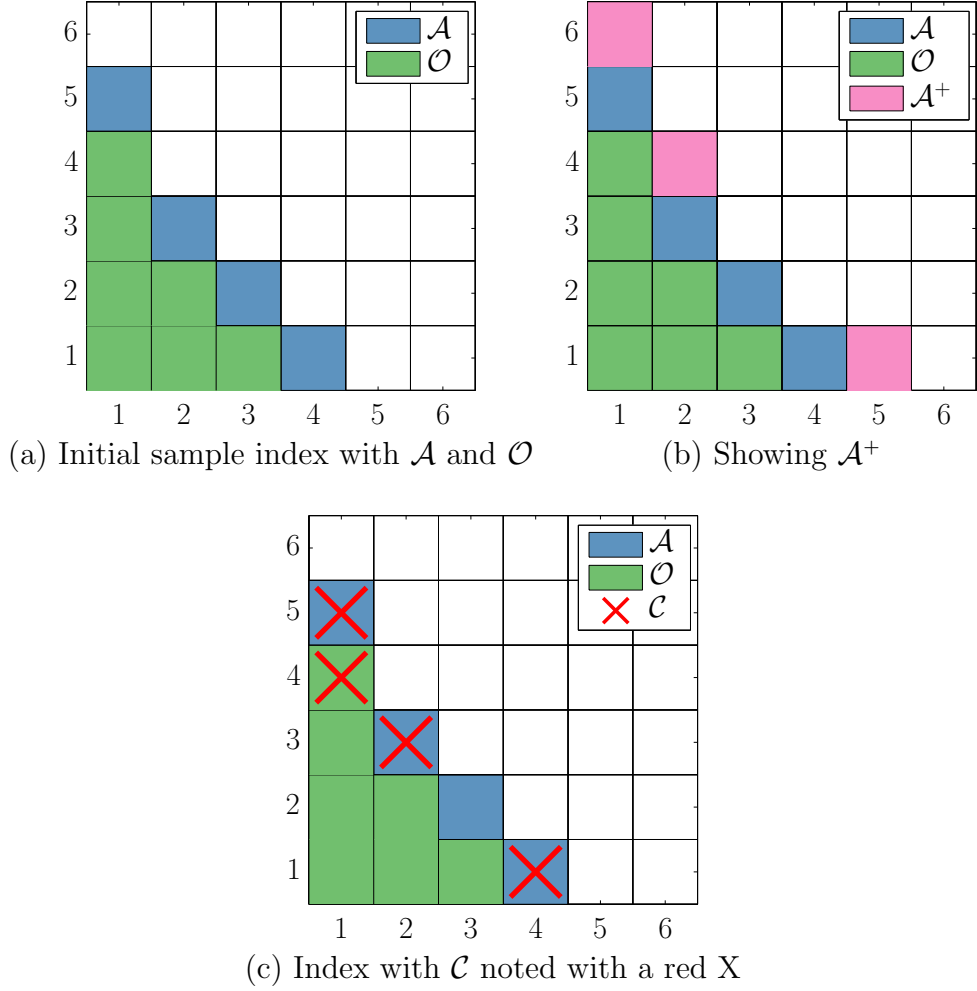 6
5
4
3
2
1
1 2 3 4 5 6
𝒜
𝒪
(a) Initial sample index with 𝒜 and 𝒪
6
5
4
3
2
1
1 2 3 4 5 6
𝒜
𝒪
𝒜⁺
(b) Showing 𝒜⁺
6
5
4
3
2
1
1 2 3 4 5 6
𝒜
𝒪
𝒞
(c) Index with 𝒞 noted with a red X